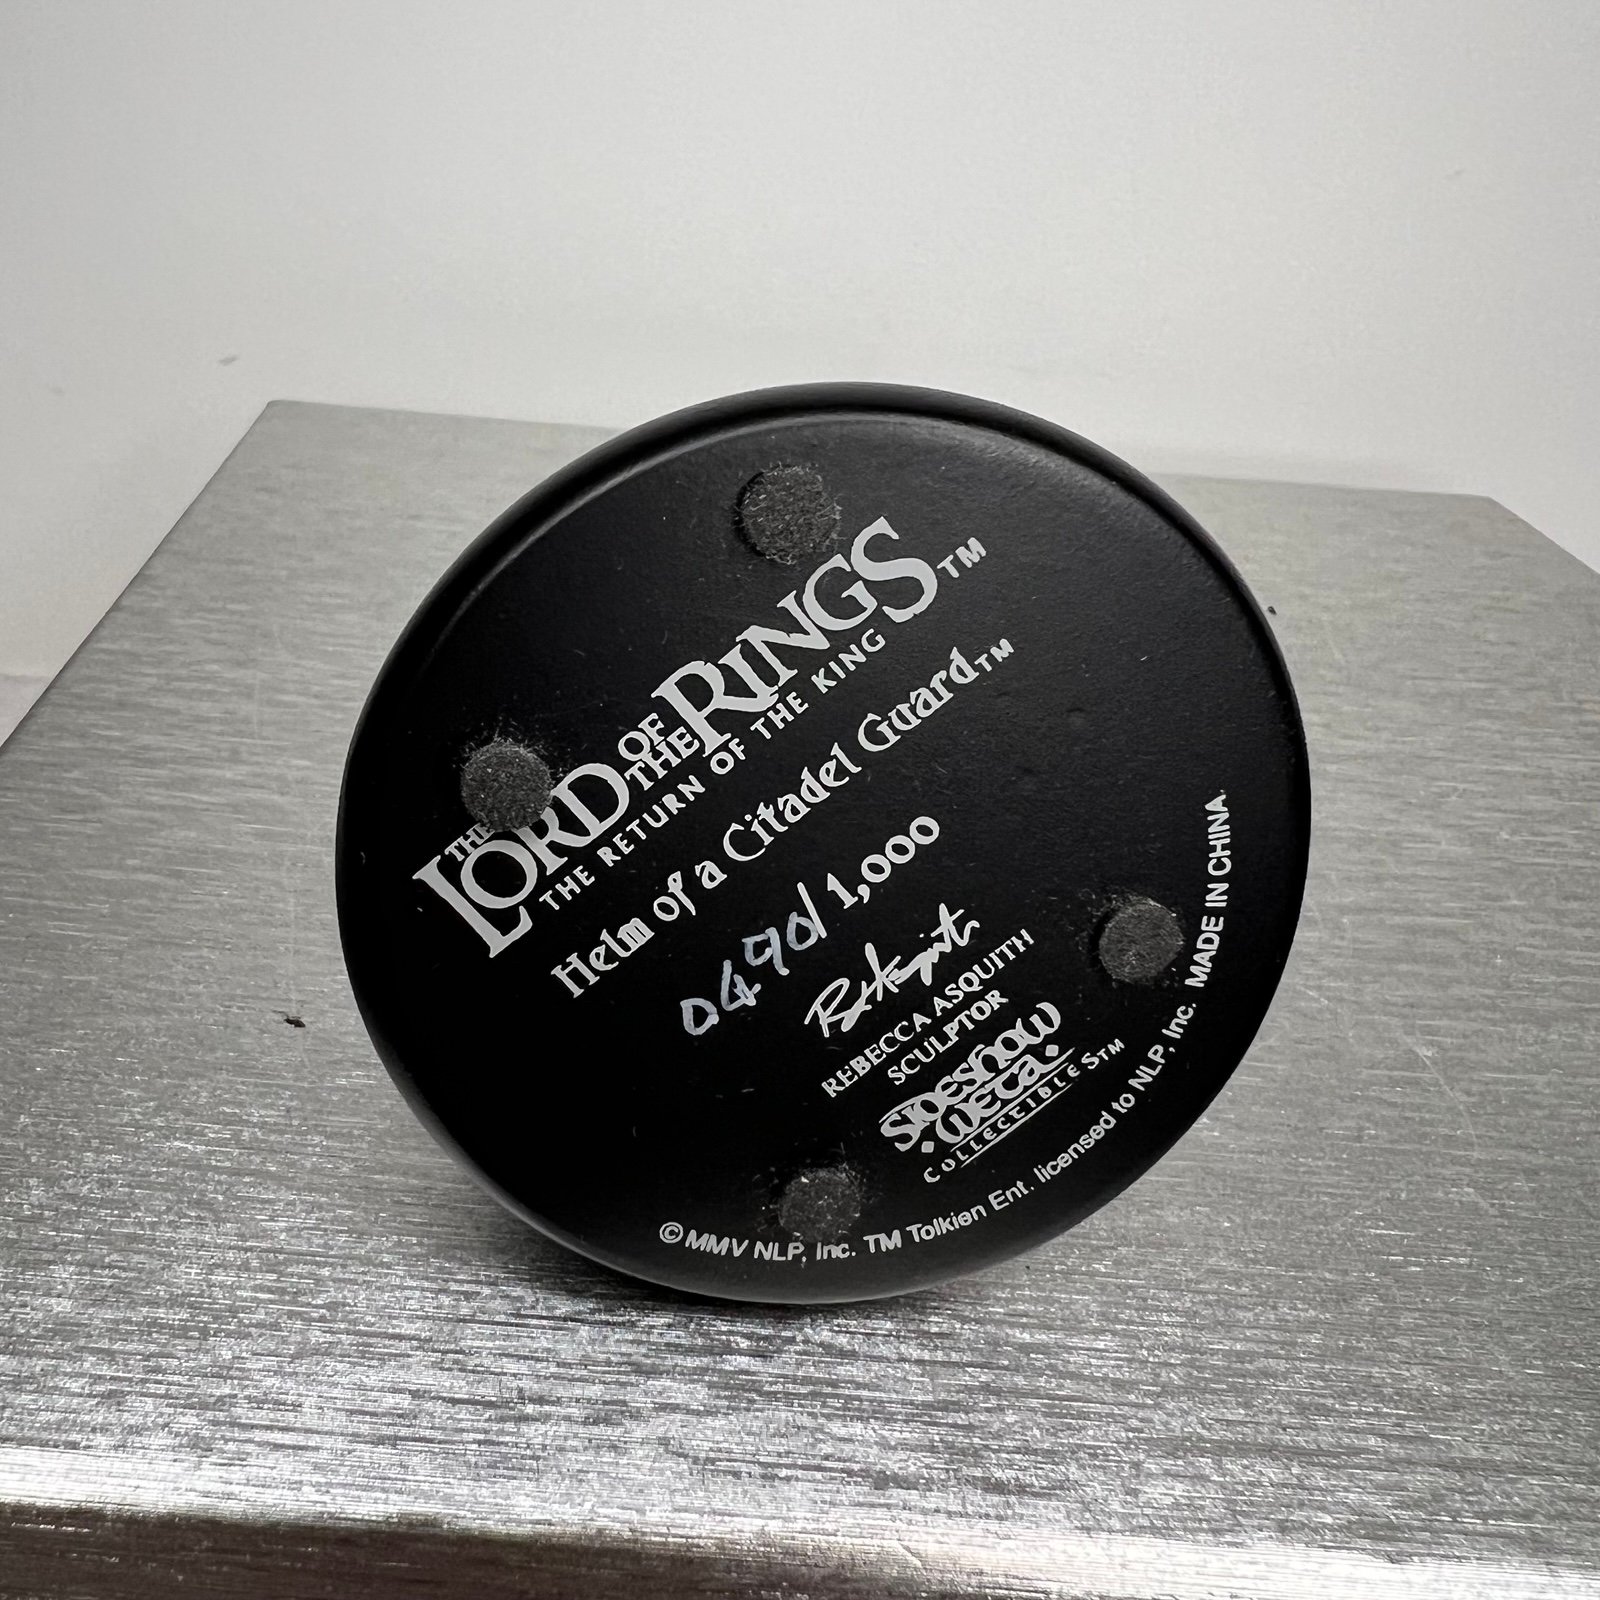 THE LORD OF THE RINGS™
THE RETURN OF THE KING
Helm of a Citadel Guard™
0490/1,000
REBECCA ASQUITH
SCULPTOR
SIDESHOW
WETA
COLLECTIBLES™
© MMV NLP, Inc. TM Tolkien Ent. licensed to NLP, Inc. MADE IN CHINA.